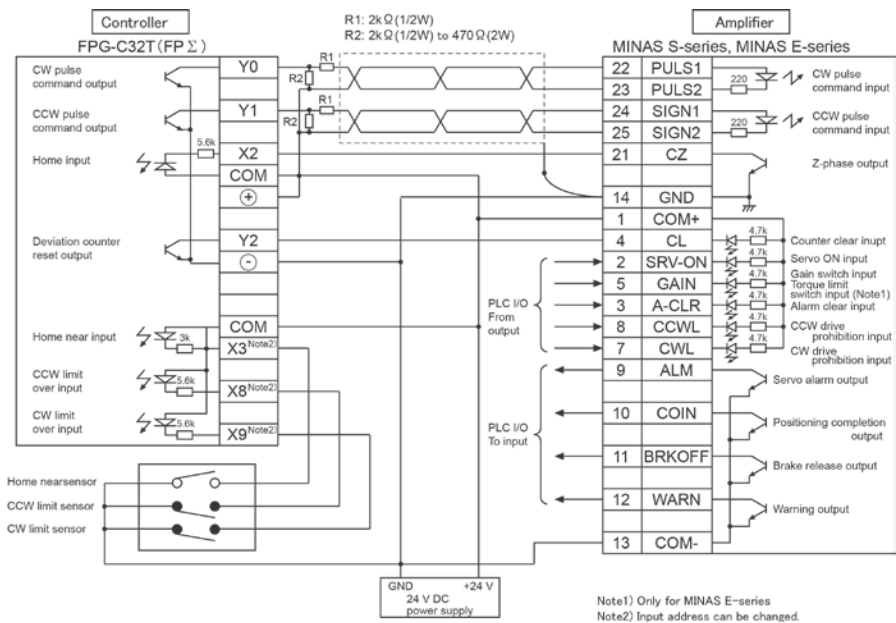 Controller
FPG-C32T(FPΣ)
R1: 2kΩ(1/2W)
R2: 2kΩ(1/2W) to 470Ω(2W)
Amplifier
MINAS S-series, MINAS E-series
CW pulse
command output
Y0
R1
R2
22 PULS1
23 PULS2
220
CW pulse
command input
CCW pulse
command output
Y1
R1
R2
24 SIGN1
25 SIGN2
220
CCW pulse
command input
Home input
5.6k
X2
COM
+
21 CZ
Z-phase output
14 GND
1 COM+
Deviation counter
reset output
Y2
-
4 CL
4.7k
Counter clear inupt
2 SRV-ON
4.7k
Servo ON input
5 GAIN
4.7k
Gain switch input
Torque limit
switch input (Note1)
3 A-CLR
4.7k
Alarm clear input
8 CCWL
4.7k
CCW drive
prohibition input
7 CWL
4.7k
CW drive
prohibition input
PLC I/O
From
output
COM
Home near input
3k
X3 Note2)
CCW limit
over input
5.6k
X8 Note2)
CW limit
over input
5.6k
X9 Note2)
PLC I/O
To input
9 ALM
Servo alarm output
10 COIN
Positioning completion
output
11 BRKOFF
Brake release output
12 WARN
Warning output
13 COM-
Home nearsensor
CCW limit sensor
CW limit sensor
GND +24 V
24 V DC
power supply
Note1) Only for MINAS E-series
Note2) Input address can be changed.